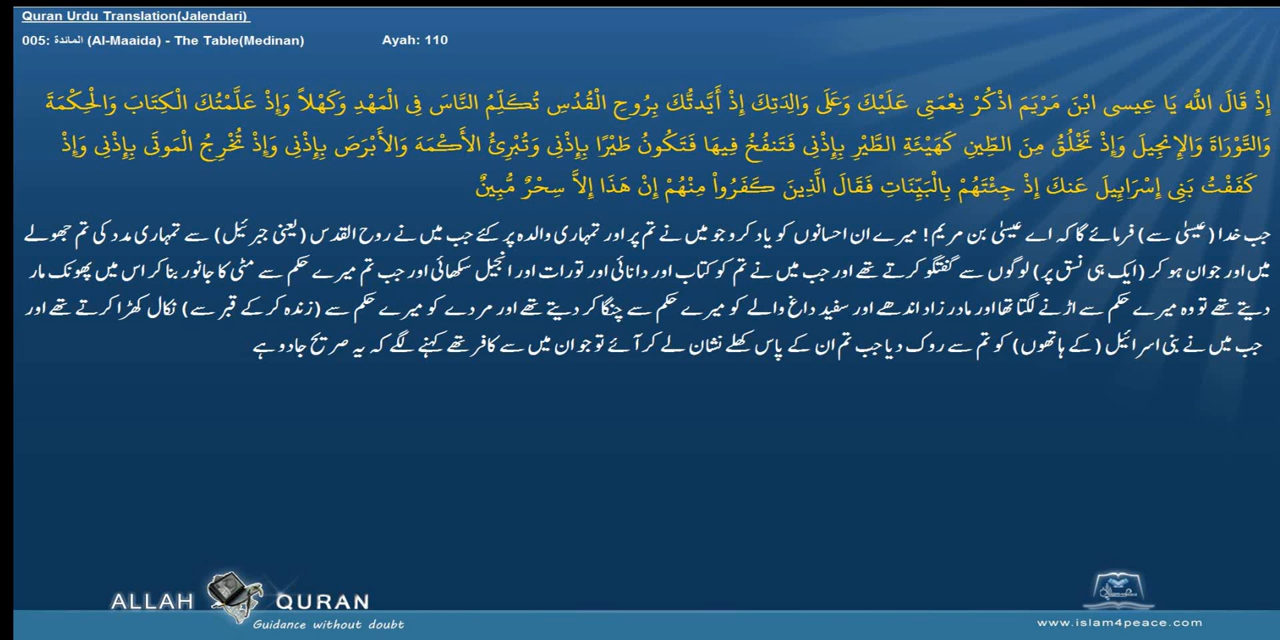 Quran Urdu Translation(Jalendari)
005: المائدة (Al-Maaida) - The Table(Medinan) Ayah: 110
إِذْ قَالَ اللّهُ يَا عِيسى ابْنَ مَرْيَمَ اذْكُرْ نِعْمَتِي عَلَيْكَ وَعَلَى وَالِدَتِكَ إِذْ أَيَّدتُّكَ بِرُوحِ الْقُدُسِ تُكَلِّمُ النَّاسَ فِي الْمَهْدِ وَكَهْلاً وَإِذْ عَلَّمْتُكَ الْكِتَابَ وَالْحِكْمَةَ
وَالتَّوْرَاةَ وَالإِنجِيلَ وَإِذْ تَخْلُقُ مِنَ الطِّينِ كَهَيْئَةِ الطَّيْرِ بِإِذْنِي فَتَنفُخُ فِيهَا فَتَكُونُ طَيْرًا بِإِذْنِي وَتُبْرِئُ الأَكْمَهَ وَالأَبْرَصَ بِإِذْنِي وَإِذْ تُخْرِجُ الْمَوتَى بِإِذْنِي وَإِذْ
كَفَفْتُ بَنِي إِسْرَائِيلَ عَنكَ إِذْ جِئْتَهُمْ بِالْبَيِّنَاتِ فَقَالَ الَّذِينَ كَفَرُواْ مِنْهُمْ إِنْ هَذَا إِلاَّ سِحْرٌ مُّبِينٌ
جب خدا (عیسیٰ سے) فرمائے گا کہ اے عیسیٰ بن مریم! میرے ان احسانوں کو یاد کرو جو میں نے تم پر اور تمہاری والدہ پر کئے جب میں نے روح القدس (یعنی جبرئیل) سے تمہاری مدد کی تم جھولے
میں اور جوان ہو کر (ایک ہی نسق پر) لوگوں سے گفتگو کرتے تھے اور جب میں نے تم کو کتاب اور دانائی اور تورات اور انجیل سکھائی اور جب تم میرے حکم سے مٹی کا جانور بنا کر اس میں پھونک مار
دیتے تھے تو وہ میرے حکم سے اڑنے لگتا تھا اور مادر زاد اندھے اور سفید داغ والے کو میرے حکم سے چنگا کر دیتے تھے اور مردے کو میرے حکم سے (زندہ کرکے قبر سے) نکال کھڑا کرتے تھے اور
جب میں نے بنی اسرائیل (کے ہاتھوں) کو تم سے روک دیا جب تم ان کے پاس کھلے نشان لے کر آئے تو جو ان میں سے کافر تھے کہنے لگے کہ یہ صریح جادو ہے
ALLAH QURAN
Guidance without doubt
www.islam4peace.com